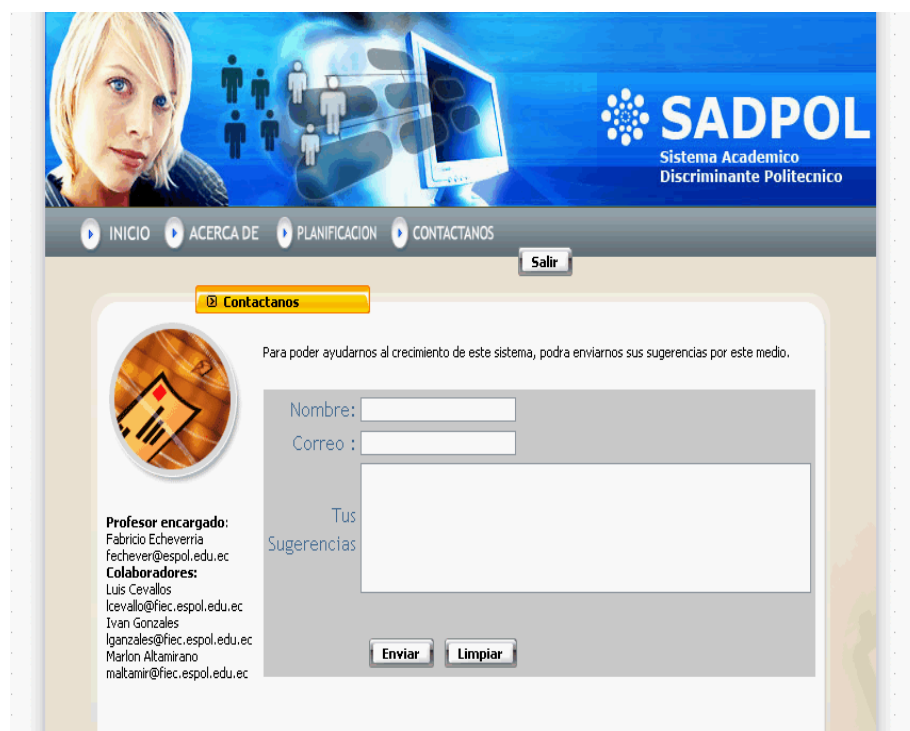 SADPOL
Sistema Academico
Discriminante Politecnico
INICIO ACERCA DE PLANIFICACION CONTACTANOS
Salir
Contactanos
Para poder ayudarnos al crecimiento de este sistema, podra enviarnos sus sugerencias por este medio.
Nombre:
Correo :
Tus
Sugerencias
Enviar Limpiar
Profesor encargado:
Fabricio Echeverria
fechever@espol.edu.ec
Colaboradores:
Luis Cevallos
lcevallo@fiec.espol.edu.ec
Ivan Gonzales
Iganzales@fiec.espol.edu.ec
Marlon Altamirano
maltamir@fiec.espol.edu.ec